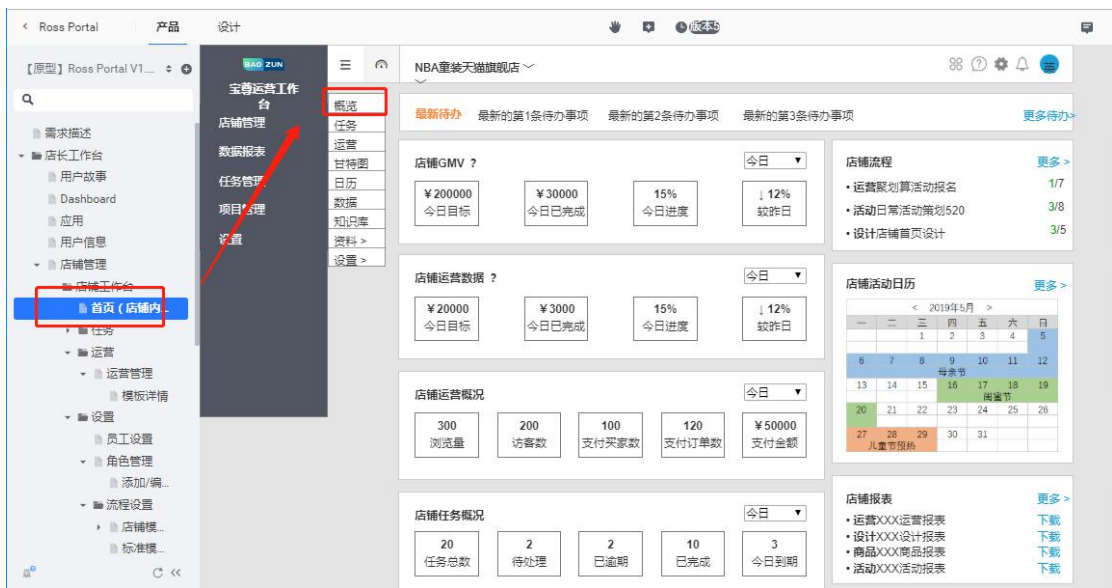 Ross Portal
产品
设计
版本5
【原型】Ross Portal V1....
需求描述
店长工作台
用户故事
Dashboard
应用
用户信息
店铺管理
店铺工作台
首页 ( 店铺内...
任务
运营
运营管理
模板详情
设置
员工设置
角色管理
添加/编...
流程设置
店铺模...
标准模...
BAO ZUN
宝尊运营工作
台
店铺管理
数据报表
任务管理
项目管理
设置
概览
任务
运营
甘特图
日历
数据
知识库
资料 >
设置 >
NBA童装天猫旗舰店
最新待办 最新的第1条待办事项 最新的第2条待办事项 最新的第3条待办事项 更多待办>
店铺GMV ?
今日
¥200000 ¥30000 15% ↓12%
今日目标 今日已完成 今日进度 较昨日
店铺运营数据 ?
今日
¥20000 ¥3000 15% ↓12%
今日目标 今日已完成 今日进度 较昨日
店铺运营概况
今日
300 200 100 120 ¥50000
浏览量 访客数 支付买家数 支付订单数 支付金额
店铺任务概况
今日
20 2 2 10 3
任务总数 待处理 已逾期 已完成 今日到期
店铺流程 更多 >
• 运营聚划算活动报名 1/7
• 活动日常活动策划520 3/8
• 设计店铺首页设计 3/5
店铺活动日历 更多 >
< 2019年5月 >
一 二 三 四 五 六 日
1 2 3 4 5
6 7 8 9 10 11 12
母亲节
13 14 15 16 17 18 19
闺蜜节
20 21 22 23 24 25 26
27 28 29 30 31
儿童节预热
店铺报表 更多 >
• 运营XXX运营报表 下载
• 设计XXX设计报表 下载
• 商品XXX商品报表 下载
• 活动XXX活动报表 下载